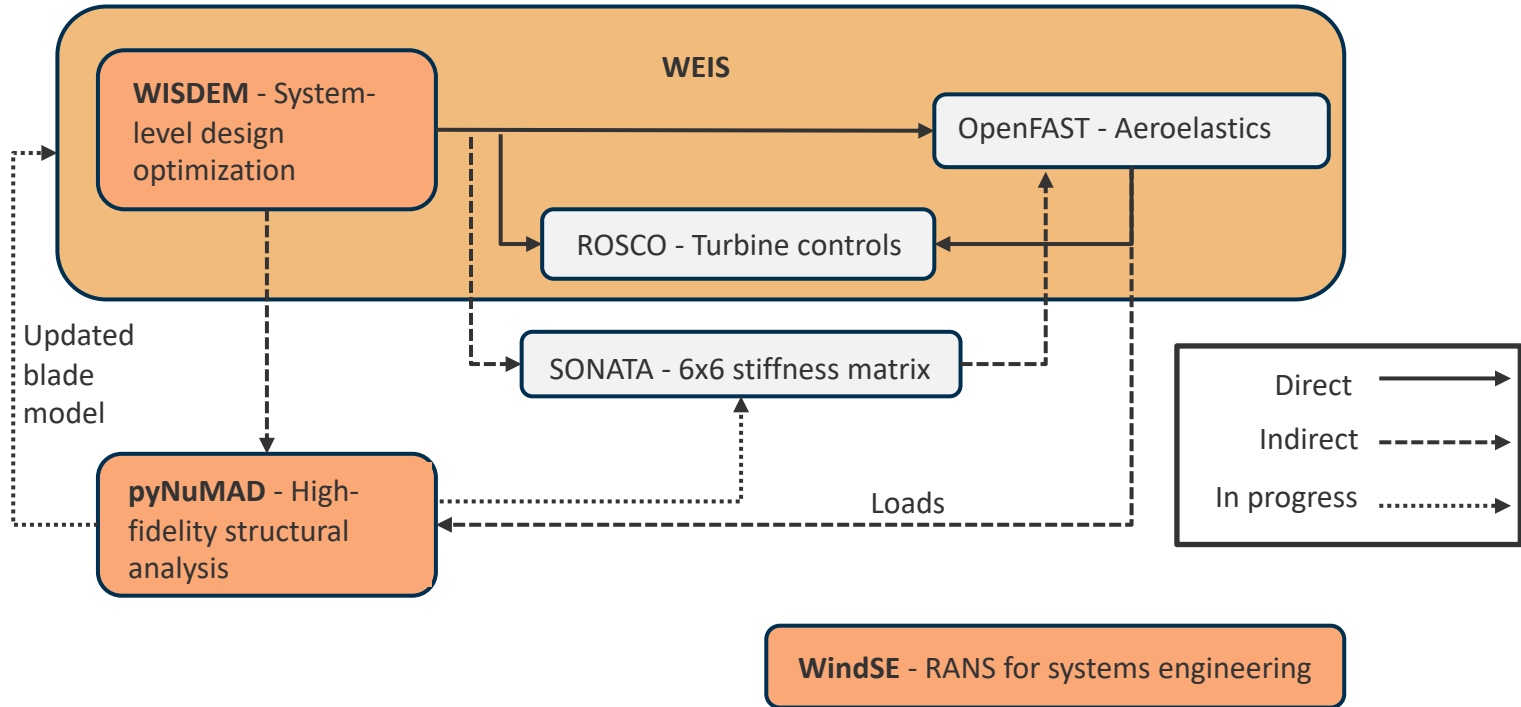 WEIS
WISDEM - System-
level design
optimization
OpenFAST - Aeroelastics
ROSCO - Turbine controls
Updated
blade
model
SONATA - 6x6 stiffness matrix
Direct
Indirect
In progress
pyNuMAD - High-
fidelity structural
analysis
Loads
WindSE - RANS for systems engineering